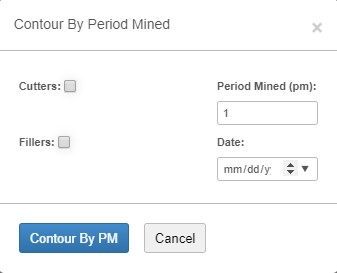 Contour By Period Mined
×
Cutters:
Period Mined (pm):
1
Fillers:
Date:
mm/dd/y
Contour By PM
Cancel